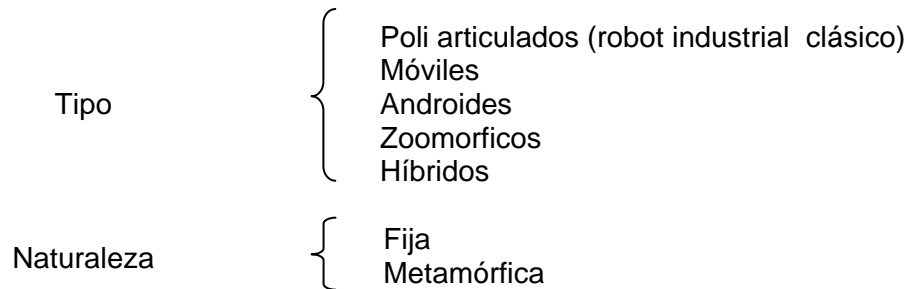 Poli articulados (robot industrial clásico)
Móviles
Tipo
Androides
Zoomorficos
Híbridos
Fija
Naturaleza
Metamórfica